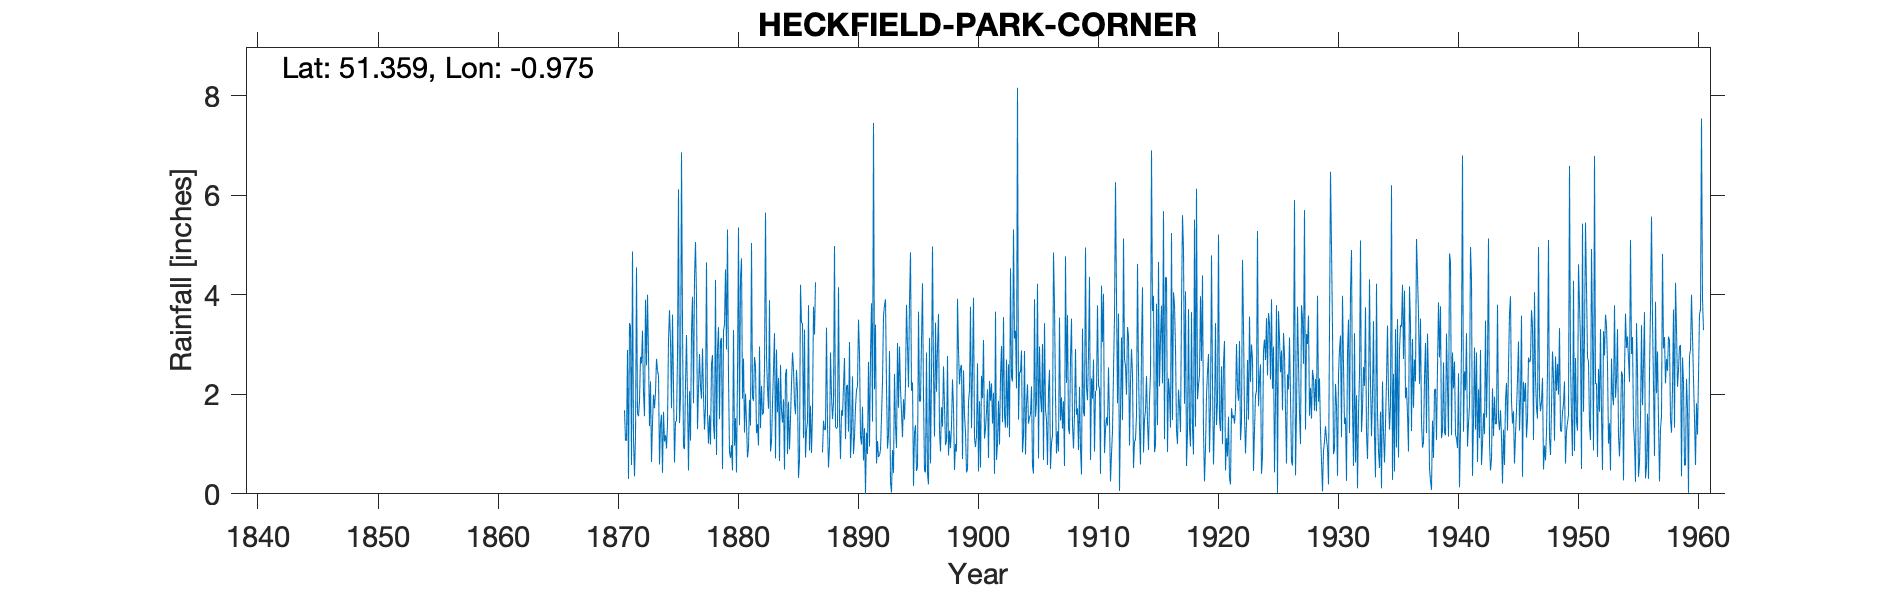 HECKFIELD-PARK-CORNER
Lat: 51.359, Lon: -0.975
Rainfall [inches]
8
6
4
2
0
1840 1850 1860 1870 1880 1890 1900 1910 1920 1930 1940 1950 1960
Year